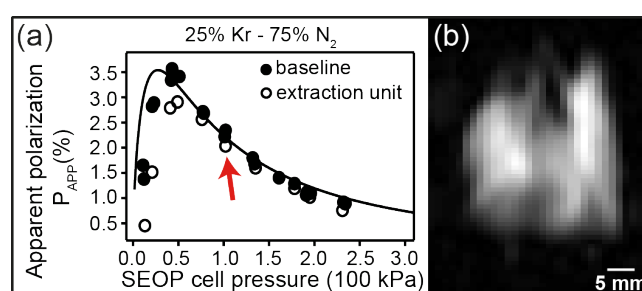 (a)
25% Kr - 75% N2
Apparent polarization
PAPP(%)
baseline
extraction unit
3.5
3.0
2.5
2.0
1.5
1.0
0.5
0.0 0.5 1.0 1.5 2.0 2.5 3.0
SEOP cell pressure (100 kPa)
(b)
5 mm